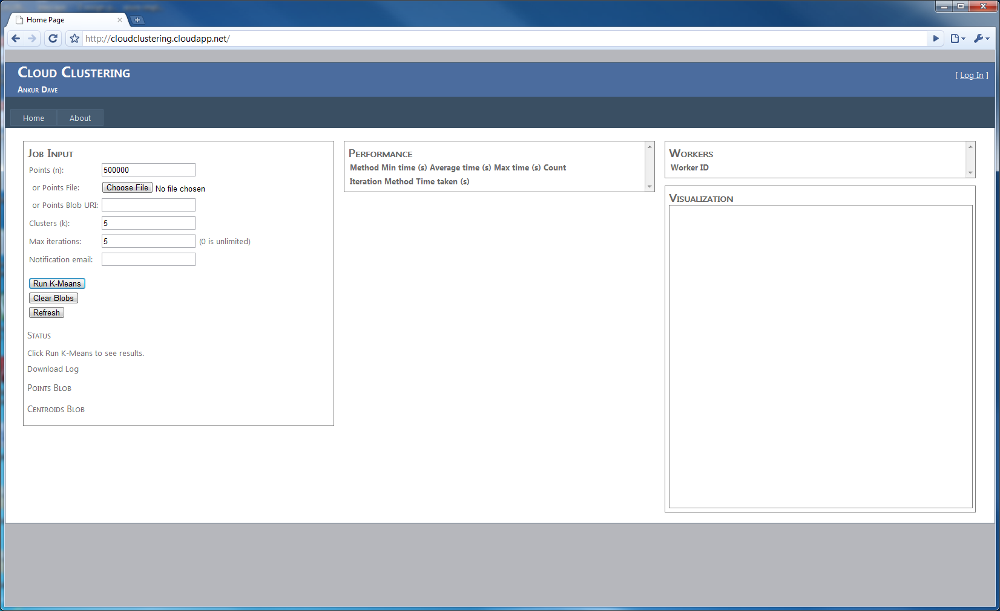 Home Page
http://cloudclustering.cloudapp.net/
Cloud Clustering
[ Log In ]
Ankur Dave
Home About
Job Input
Points (n): 500000
or Points File: Choose File No file chosen
or Points Blob URI:
Clusters (k): 5
Max iterations: 5 (0 is unlimited)
Notification email:
Run K-Means
Clear Blobs
Refresh
Status
Click Run K-Means to see results.
Download Log
Points Blob
Centroids Blob
Performance
Method Min time (s) Average time (s) Max time (s) Count
Iteration Method Time taken (s)
Workers
Worker ID
Visualization